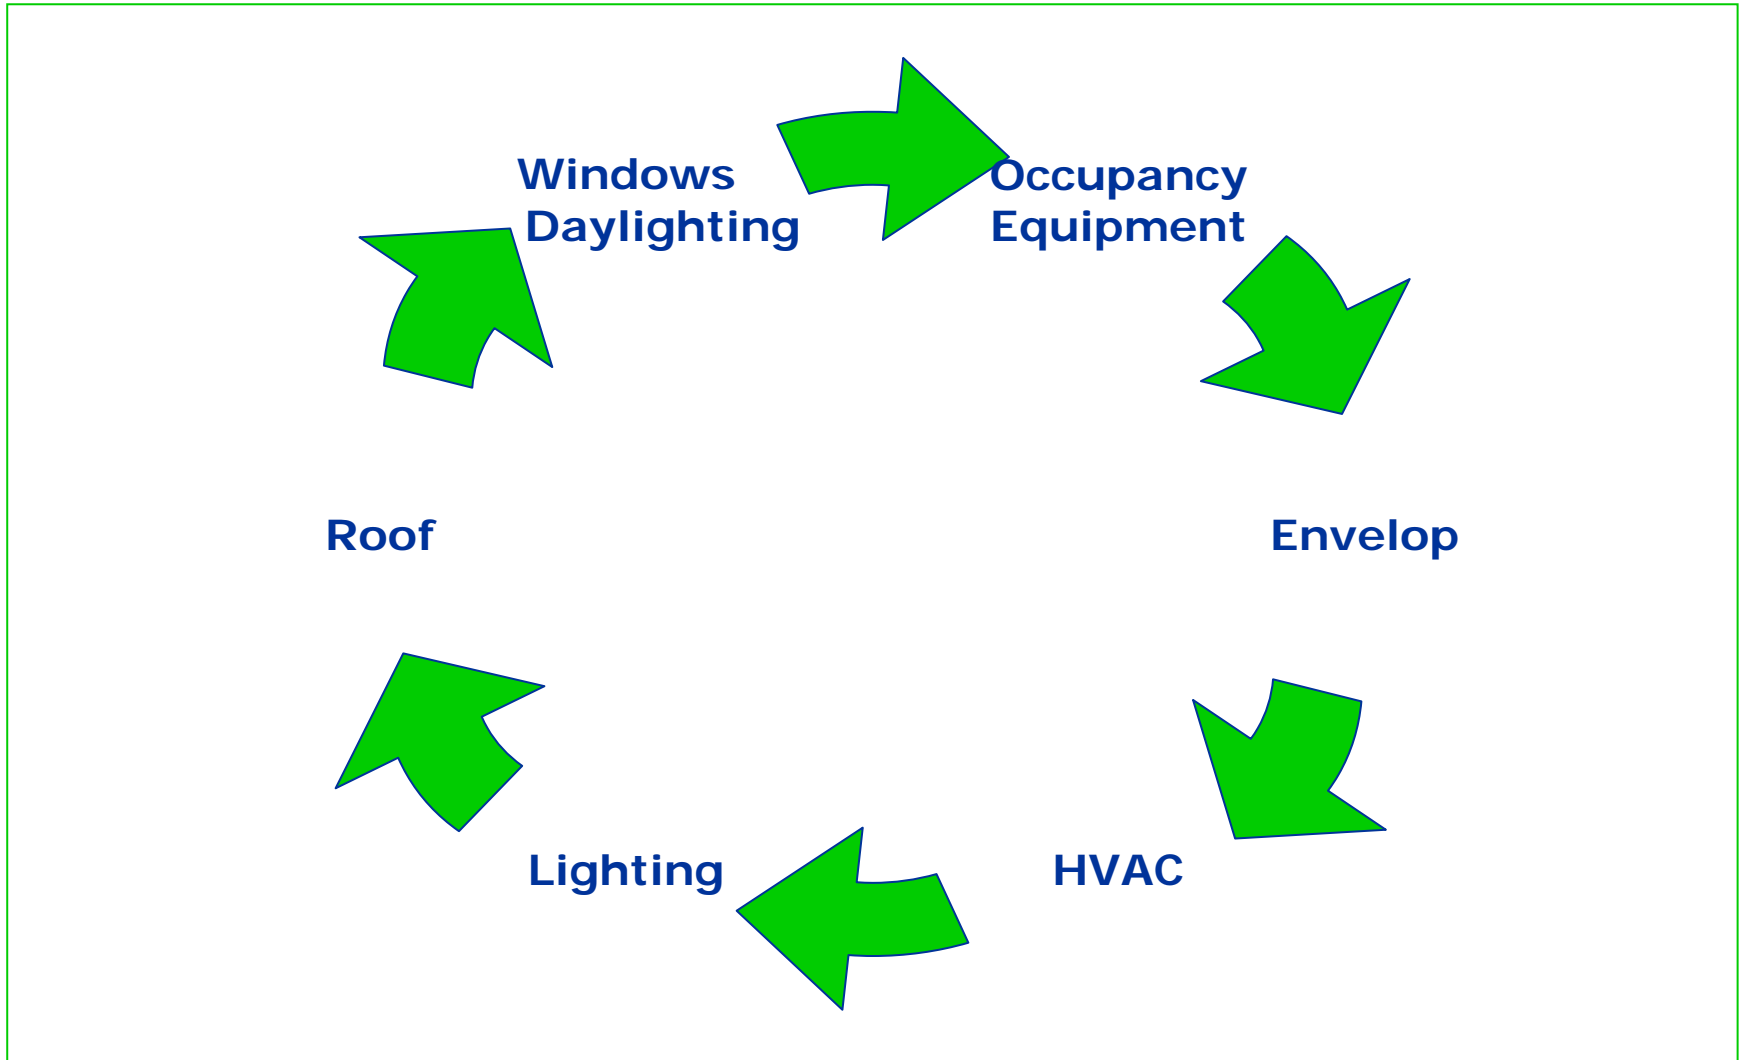 Windows
Daylighting
Occupancy
Equipment
Roof
Envelop
Lighting
HVAC